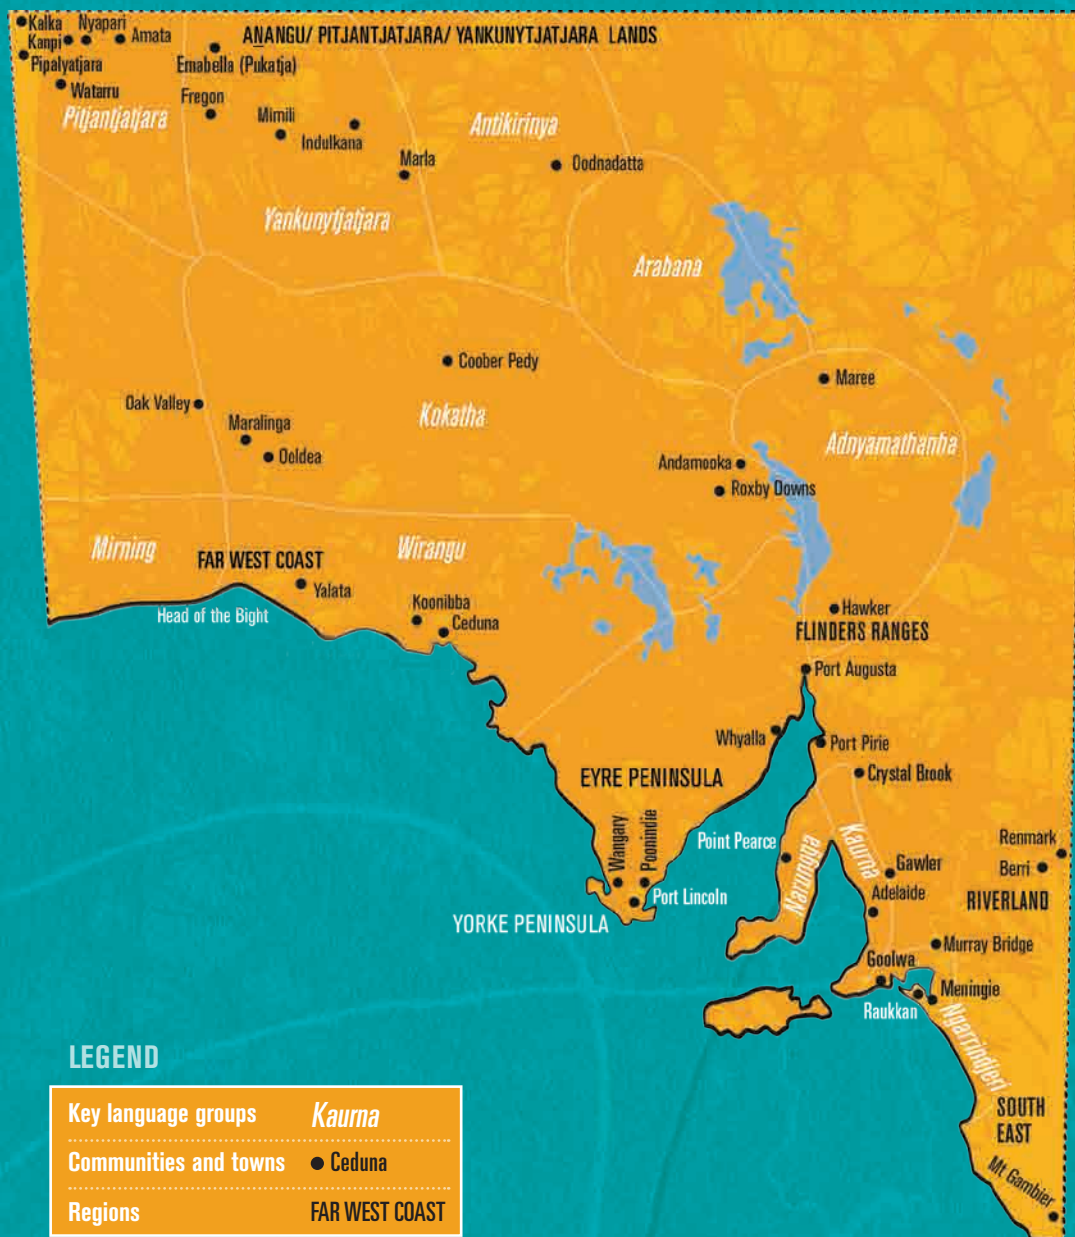 Kalka
Nyapari
Kanpi
Amata
AṈANGU/ PITJANTJATJARA/ YANKUNYTJATJARA LANDS
Pipalyatjara
Ernabella (Pukatja)
Watarru
Fregon
Pitjantjatjara
Mimili
Antikirinya
Indulkana
Marla
Oodnadatta
Yankunytjatjara
Arabana
Coober Pedy
Maree
Oak Valley
Kokatha
Maralinga
Adnyamathanha
Ooldea
Andamooka
Roxby Downs
Mirning
Wirangu
FAR WEST COAST
Yalata
Koonibba
Head of the Bight
Ceduna
Hawker
FLINDERS RANGES
Port Augusta
Whyalla
Port Pirie
Crystal Brook
EYRE PENINSULA
Wangary
Poonindie
Point Pearce
Narungga
Kaurna
Renmark
Gawler
Berri
Port Lincoln
Adelaide
RIVERLAND
YORKE PENINSULA
Murray Bridge
Goolwa
Meningie
Raukkan
Ngarrindjeri
SOUTH
EAST
Mt Gambier
LEGEND
Key language groups Kaurna
Communities and towns Ceduna
Regions FAR WEST COAST